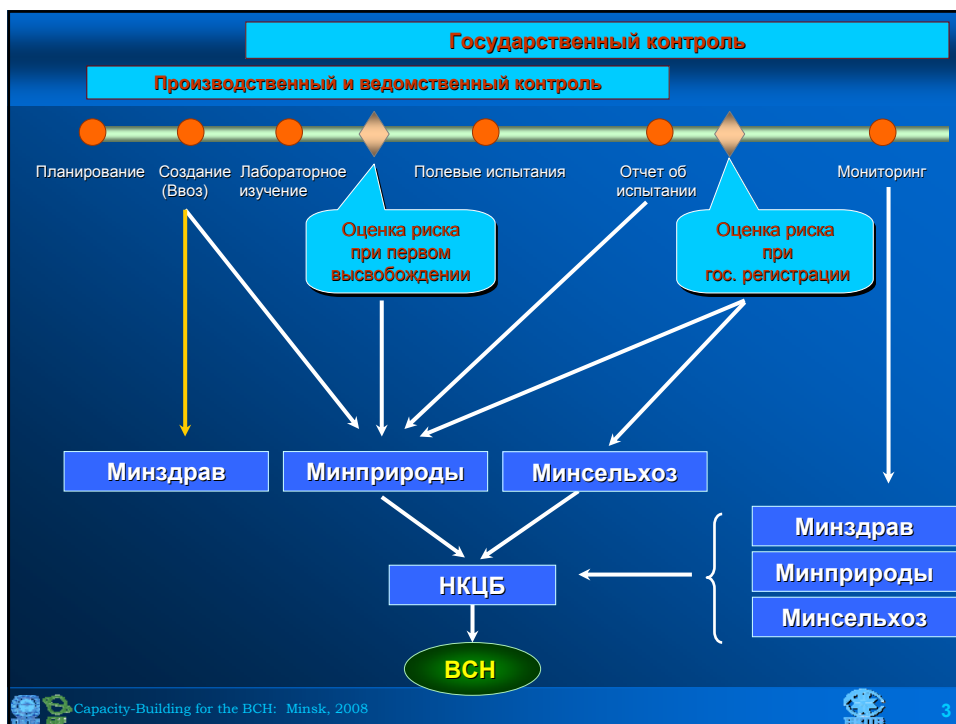 Государственный контроль
Производственный и ведомственный контроль
Планирование
Создание
(Ввоз)
Лабораторное
изучение
Полевые испытания
Отчет об
испытании
Мониторинг
Оценка риска
при первом
высвобождении
Оценка риска
при
гос. регистрации
Минздрав
Минприроды
Минсельхоз
Минздрав
Минприроды
Минсельхоз
НКЦБ
BCH
Capacity-Building for the BCH: Minsk, 2008
3